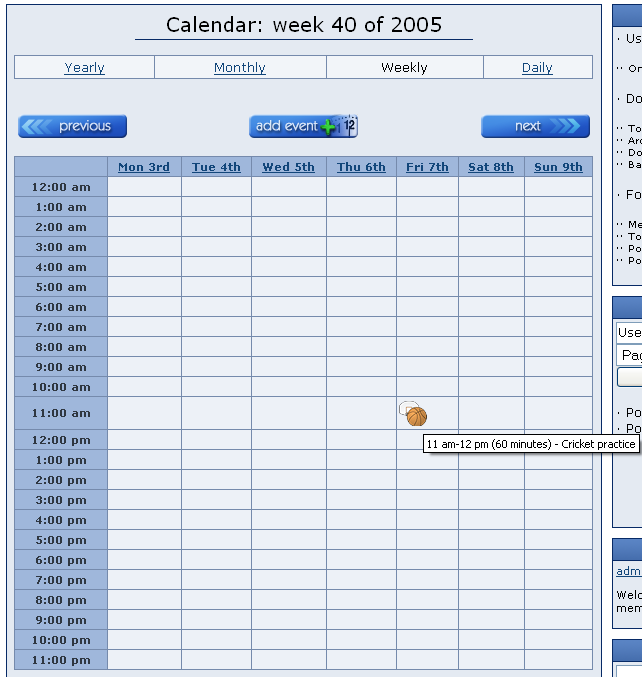 Calendar: week 40 of 2005
Yearly Monthly Weekly Daily
previous add event 12 next
Mon 3rd Tue 4th Wed 5th Thu 6th Fri 7th Sat 8th Sun 9th
12:00 am
1:00 am
2:00 am
3:00 am
4:00 am
5:00 am
6:00 am
7:00 am
8:00 am
9:00 am
10:00 am
11:00 am
11 am-12 pm (60 minutes) - Cricket practice
12:00 pm
1:00 pm
2:00 pm
3:00 pm
4:00 pm
5:00 pm
6:00 pm
7:00 pm
8:00 pm
9:00 pm
10:00 pm
11:00 pm
· Us
·· Or
· Do
·· To
·· Arc
·· Do
·· Ba
· Fo
·· Me
·· To
·· Po
·· Po
Use
Pag
· Po
· Po
adm
Welc
mem